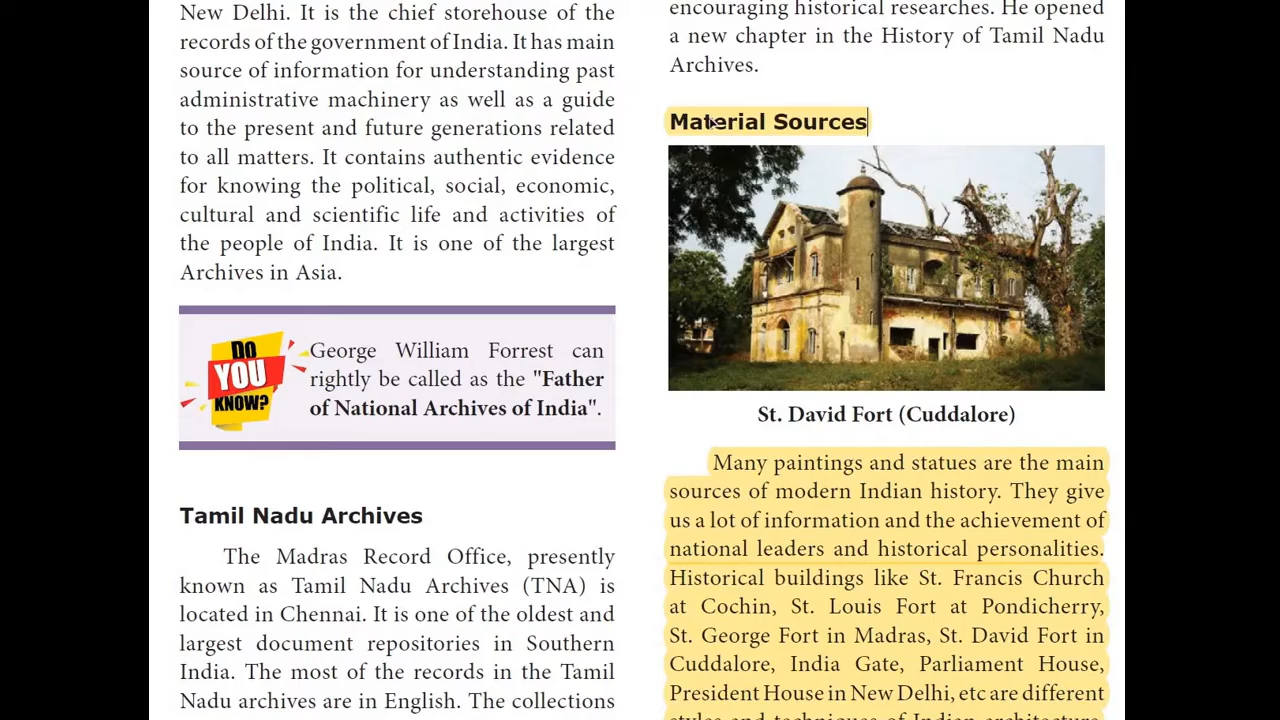 New Delhi. It is the chief storehouse of the
records of the government of India. It has main
source of information for understanding past
administrative machinery as well as a guide
to the present and future generations related
to all matters. It contains authentic evidence
for knowing the political, social, economic,
cultural and scientific life and activities of
the people of India. It is one of the largest
Archives in Asia.
DO
YOU
KNOW?
George William Forrest can
rightly be called as the "Father
of National Archives of India".
Tamil Nadu Archives
The Madras Record Office, presently
known as Tamil Nadu Archives (TNA) is
located in Chennai. It is one of the oldest and
largest document repositories in Southern
India. The most of the records in the Tamil
Nadu archives are in English. The collections
encouraging historical researches. He opened
a new chapter in the History of Tamil Nadu
Archives.
Material Sources
St. David Fort (Cuddalore)
Many paintings and statues are the main
sources of modern Indian history. They give
us a lot of information and the achievement of
national leaders and historical personalities.
Historical buildings like St. Francis Church
at Cochin, St. Louis Fort at Pondicherry,
St. George Fort in Madras, St. David Fort in
Cuddalore, India Gate, Parliament House,
President House in New Delhi, etc are different
styles and techniques of Indian architecture.